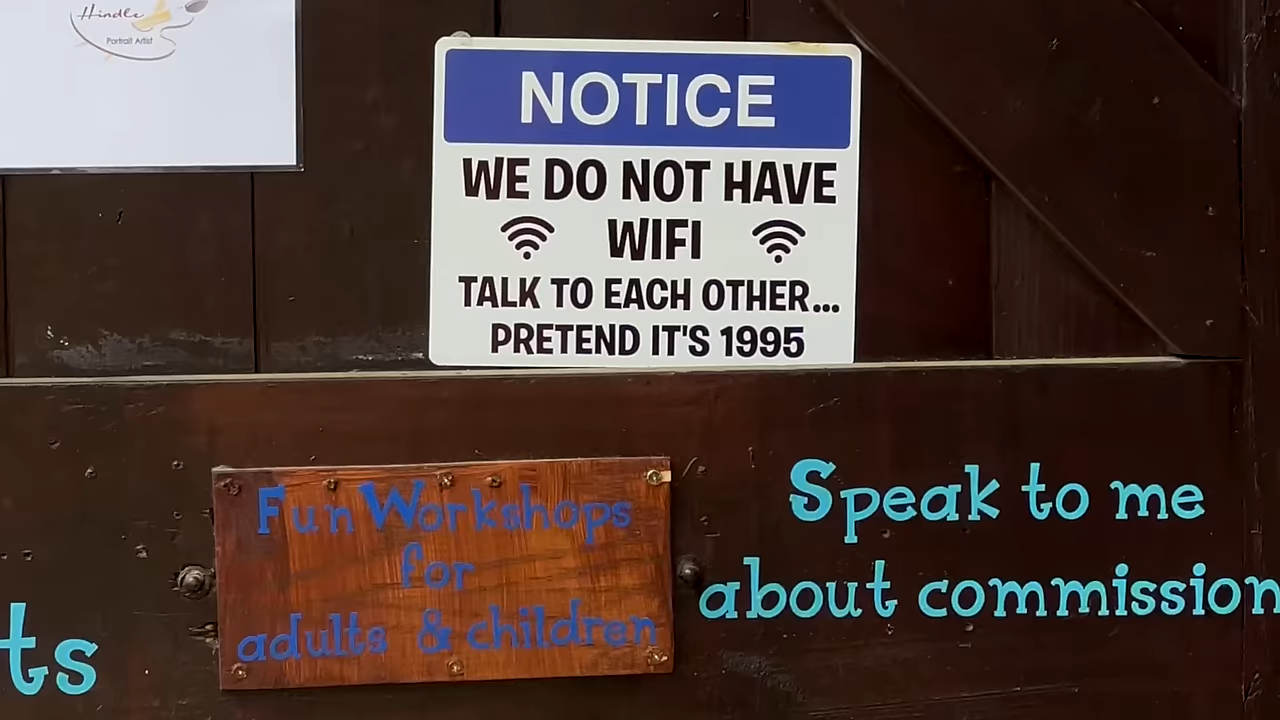 Hindle
Portrait Artist
NOTICE
WE DO NOT HAVE
WIFI
TALK TO EACH OTHER...
PRETEND IT'S 1995
Fun Workshops
for
adults & children
Speak to me
about commission
ts